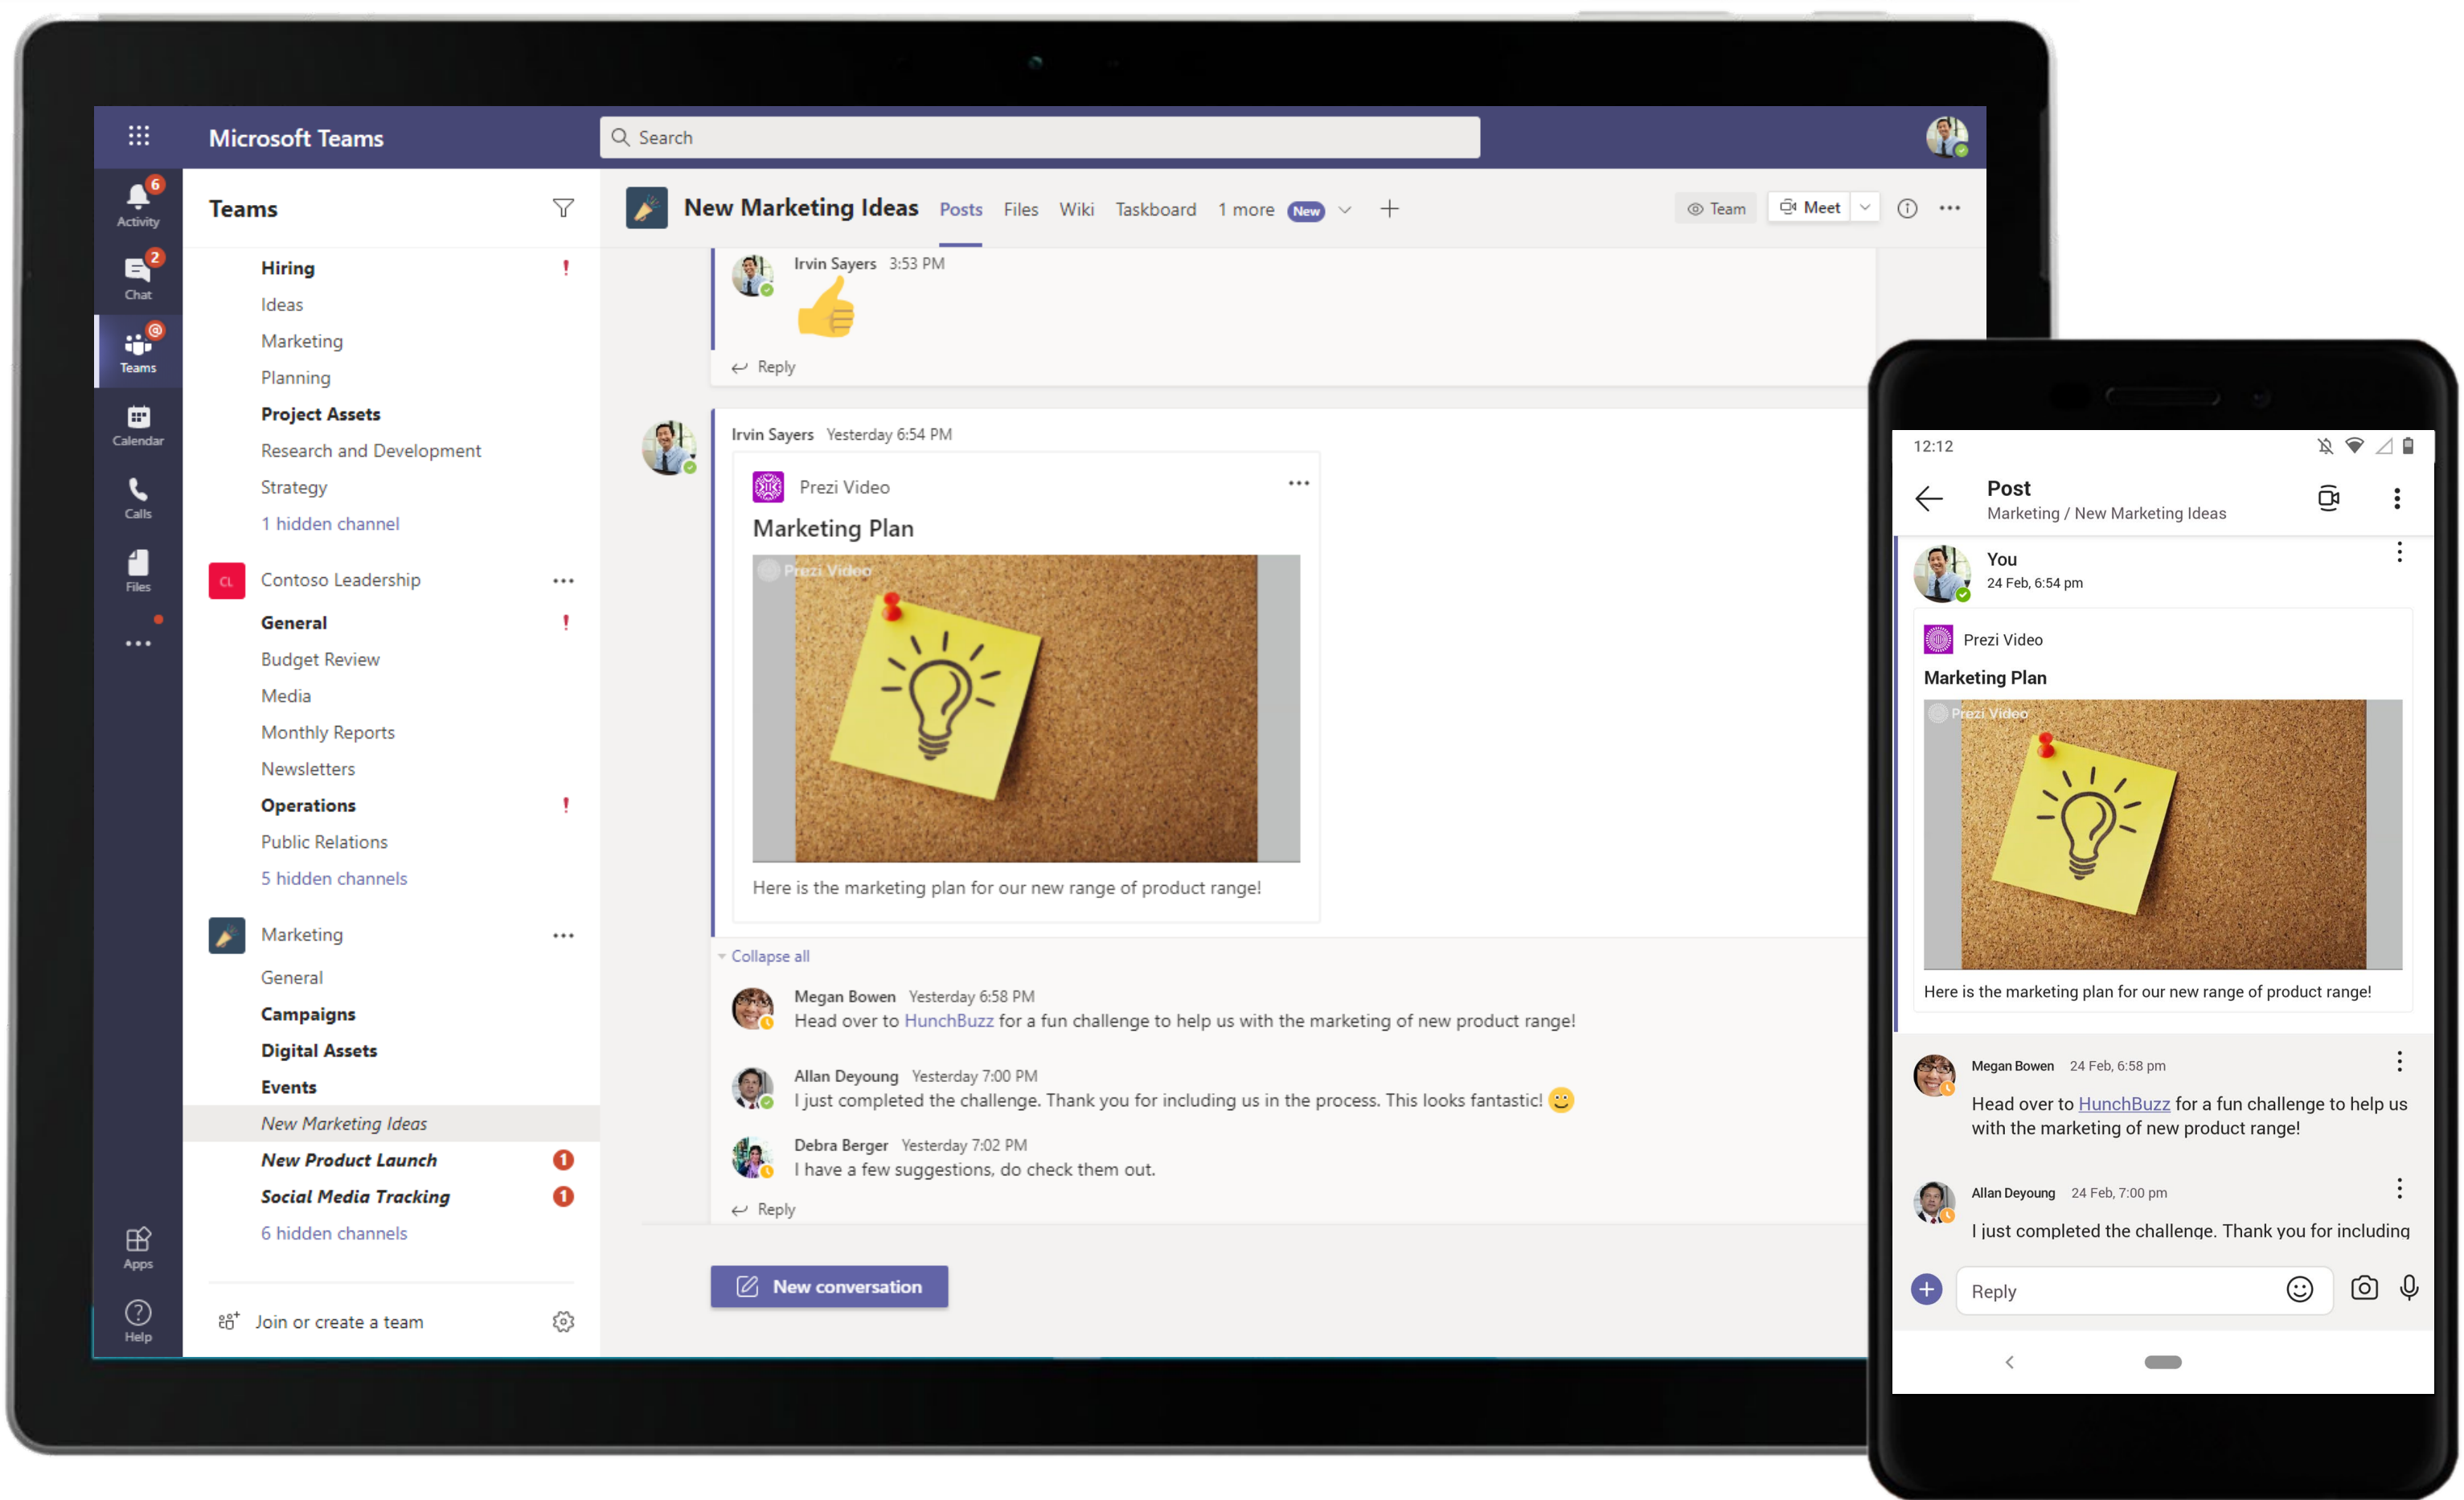 Microsoft Teams
Search
6
Activity
2
Chat
@
Teams
Calendar
Calls
Files
Apps
Help
Teams
Hiring !
Ideas
Marketing
Planning
Project Assets
Research and Development
Strategy
1 hidden channel
CL Contoso Leadership
General !
Budget Review
Media
Monthly Reports
Newsletters
Operations !
Public Relations
5 hidden channels
Marketing
General
Campaigns
Digital Assets
Events
New Marketing Ideas
New Product Launch 1
Social Media Tracking 1
6 hidden channels
Join or create a team
New Marketing Ideas Posts Files Wiki Taskboard 1 more New Team Meet
Irvin Sayers 3:53 PM
Reply
Irvin Sayers Yesterday 6:54 PM
Prezi Video
Marketing Plan
Prezi Video
Here is the marketing plan for our new range of product range!
Collapse all
Megan Bowen Yesterday 6:58 PM
Head over to HunchBuzz for a fun challenge to help us with the marketing of new product range!
Allan Deyoung Yesterday 7:00 PM
I just completed the challenge. Thank you for including us in the process. This looks fantastic! 🙂
Debra Berger Yesterday 7:02 PM
I have a few suggestions, do check them out.
Reply
New conversation
12:12
Post
Marketing / New Marketing Ideas
You
24 Feb, 6:54 pm
Prezi Video
Marketing Plan
Prezi Video
Here is the marketing plan for our new range of product range!
Megan Bowen 24 Feb, 6:58 pm
Head over to HunchBuzz for a fun challenge to help us
with the marketing of new product range!
Allan Deyoung 24 Feb, 7:00 pm
I just completed the challenge. Thank you for including
Reply